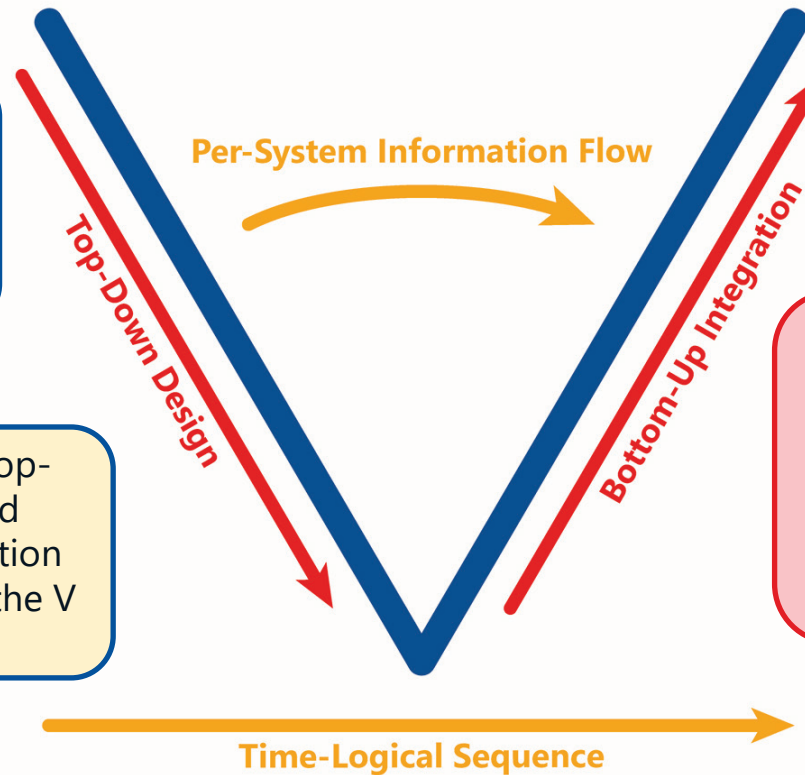 Per-System Information Flow
Top-Down Design
Bottom-Up Integration
op-
d
tion
the V
Time-Logical Sequence